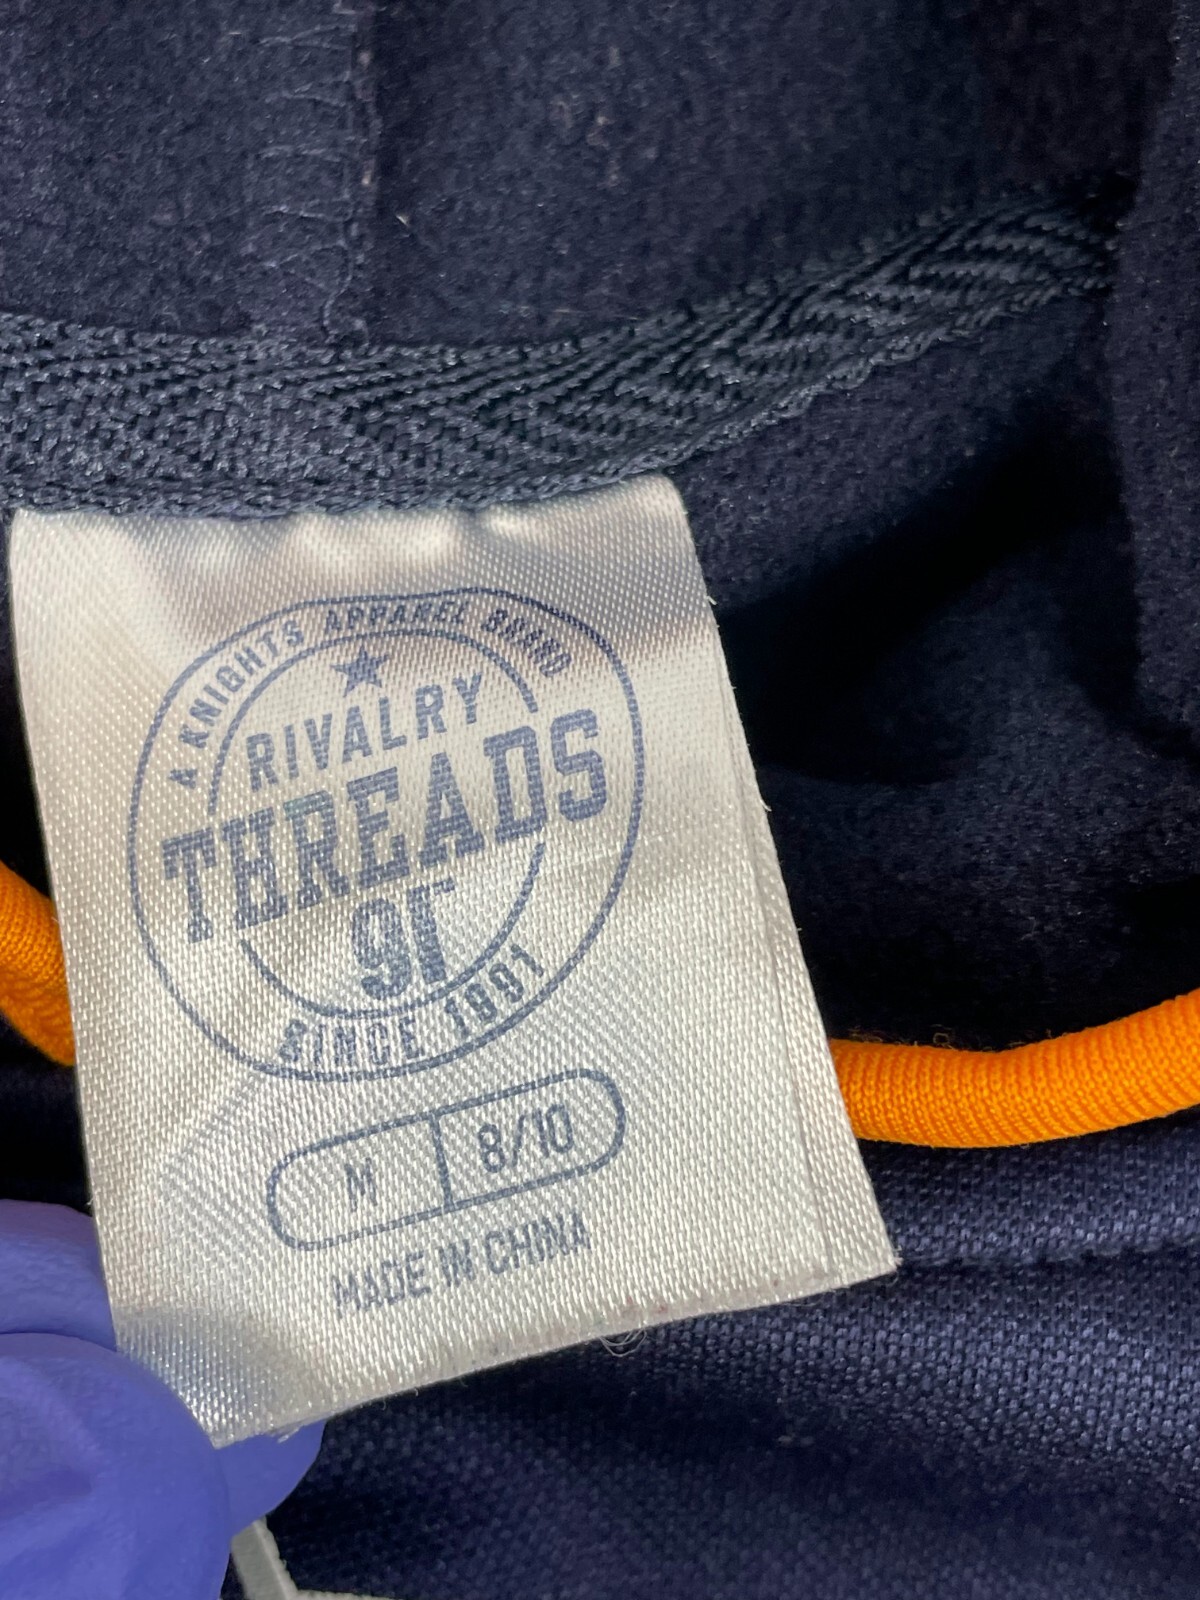 A KNIGHTS APPAREL BRAND
RIVALRY
THREADS
91
SINCE 1991
M 8/10
MADE IN CHINA